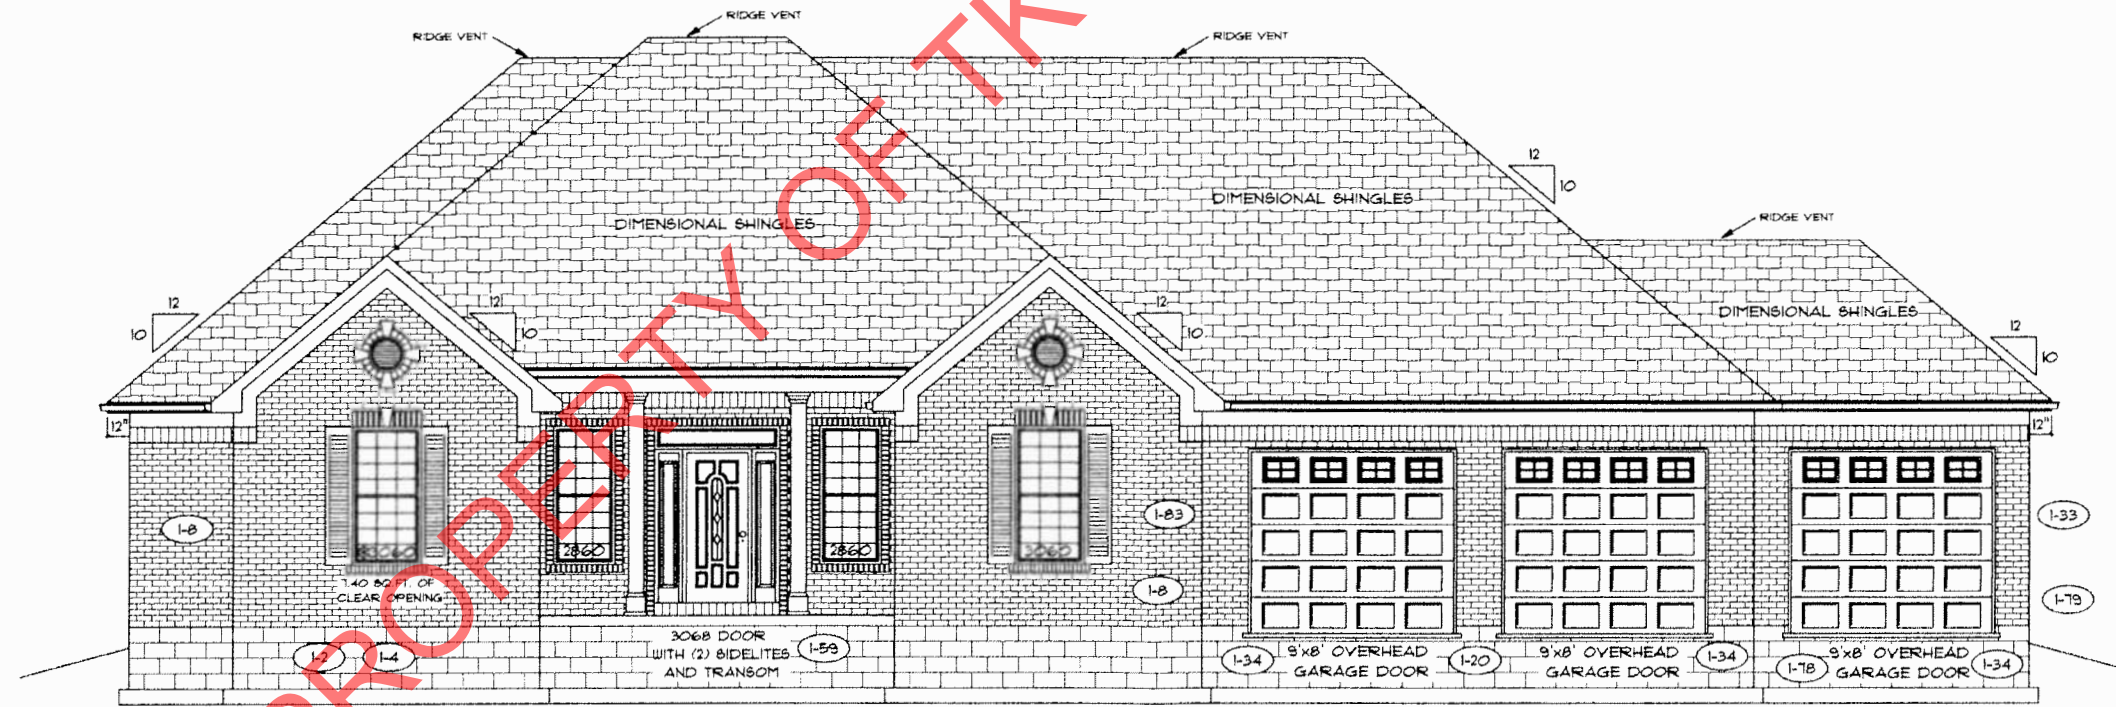 RIDGE VENT
RIDGE VENT
RIDGE VENT
12
10
DIMENSIONAL SHINGLES
RIDGE VENT
DIMENSIONAL SHINGLES
12
10
12
10
12
10
DIMENSIONAL SHINGLES
12
10
12"
12"
1-8
3060
2860
2860
3060
1-83
1-33
7.40 SQ.FT. OF
CLEAR OPENING
1-8
1-79
1-2
1-4
3068 DOOR
WITH (2) SIDELITES
AND TRANSOM
1-59
1-34
9'x8' OVERHEAD
GARAGE DOOR
1-20
9'x8' OVERHEAD
GARAGE DOOR
1-34
1-78
9'x8' OVERHEAD
GARAGE DOOR
1-34
PROPERTY OF TK